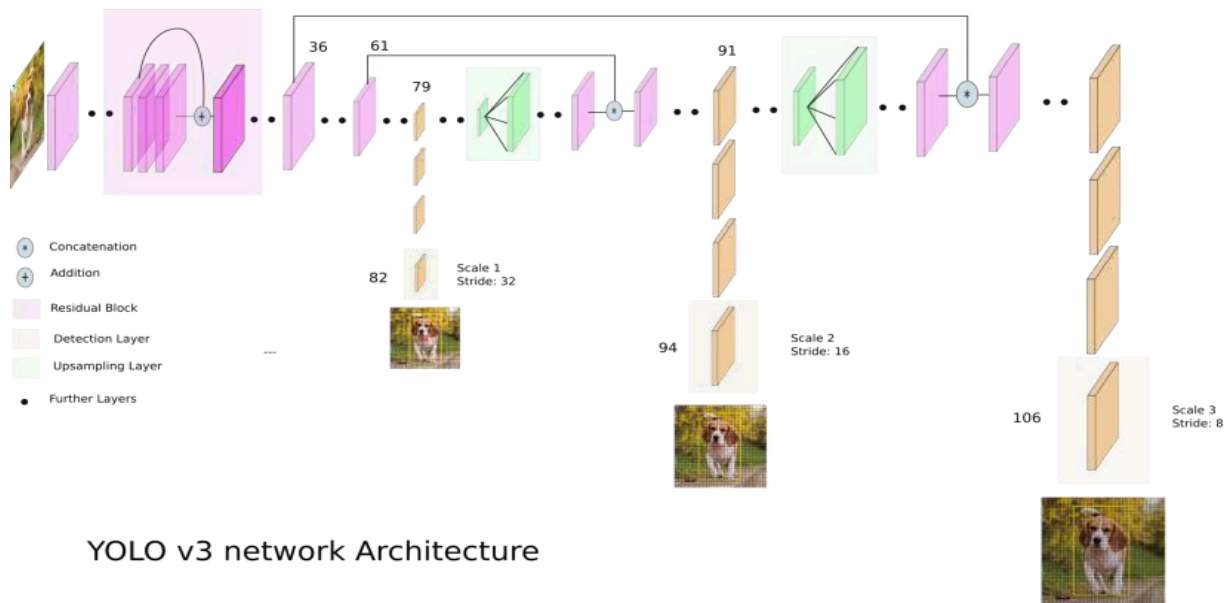 36
61
79
91
82
Scale 1
Stride: 32
94
Scale 2
Stride: 16
106
Scale 3
Stride: 8
* Concatenation
+ Addition
Residual Block
Detection Layer
---
Upsampling Layer
Further Layers
YOLO v3 network Architecture
*
*
+